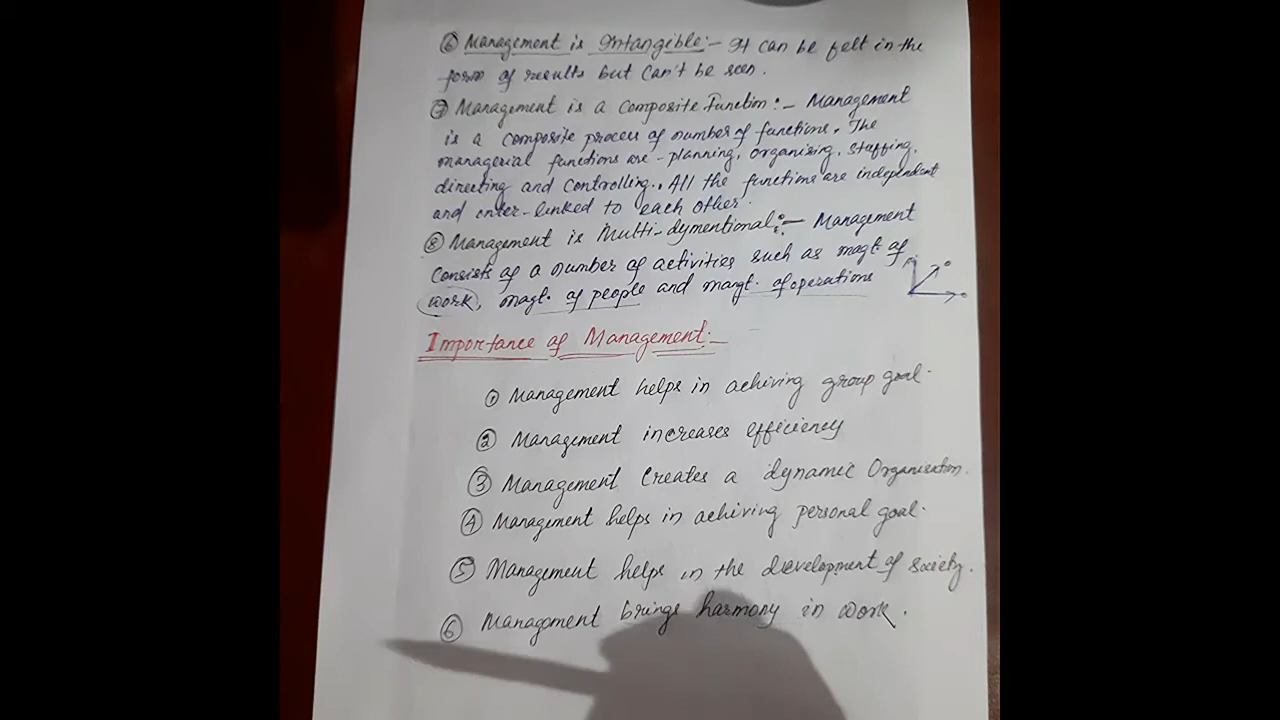 ⑥ Management is Intangible:- It can be felt in the
form of results but can't be seen.
⑦ Management is a composite Function:- Management
is a composite process of number of functions. The
managerial functions are - planning, organising, staffing,
directing and controlling. All the functions are independent
and inter-linked to each other.
⑧ Management is Multi-dymentional:- Management
consists of a number of activities such as magt. of
work, magt. of people and mangt. of operations
Importance of Management:-
① Management helps in achiving group goal.
② Management increases efficiency
③ Management Creates a dynamic Organisation.
④ Management helps in achiving personal goal.
⑤ Management helps in the development of society.
⑥ Management brings harmony in work.